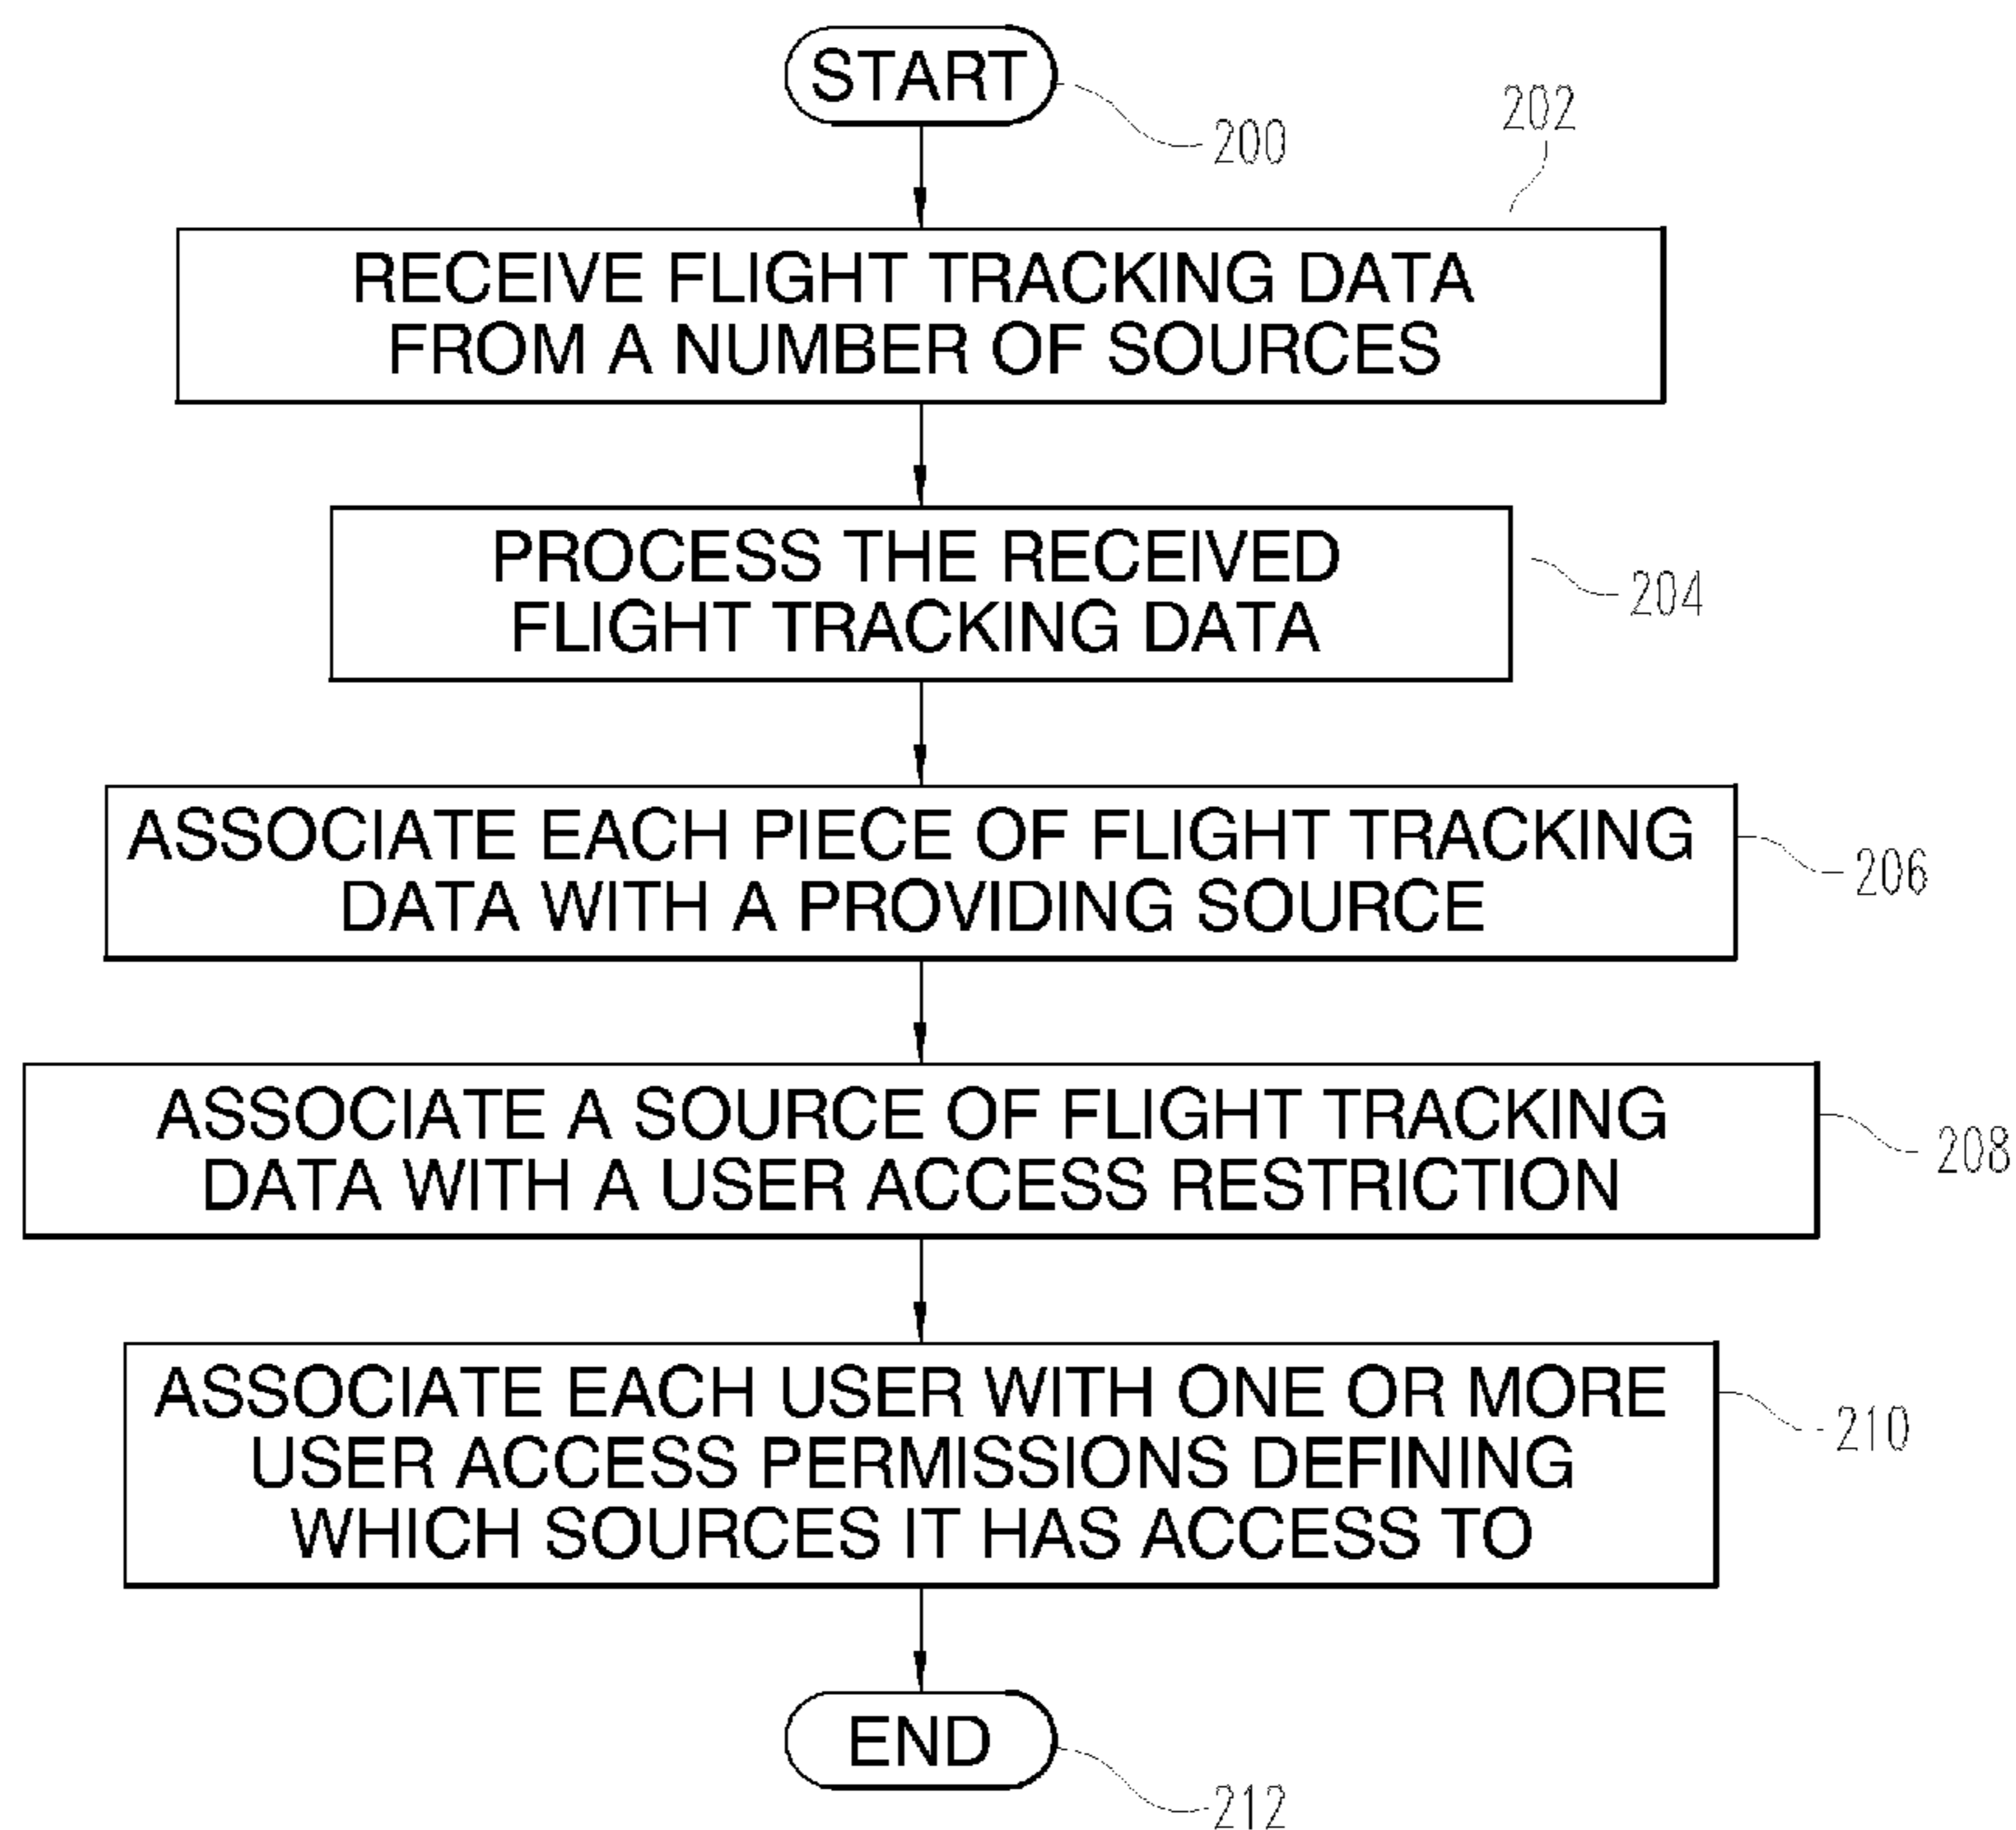 START
200
202
RECEIVE FLIGHT TRACKING DATA
FROM A NUMBER OF SOURCES
PROCESS THE RECEIVED
FLIGHT TRACKING DATA
204
ASSOCIATE EACH PIECE OF FLIGHT TRACKING
DATA WITH A PROVIDING SOURCE
206
ASSOCIATE A SOURCE OF FLIGHT TRACKING
DATA WITH A USER ACCESS RESTRICTION
208
ASSOCIATE EACH USER WITH ONE OR MORE
USER ACCESS PERMISSIONS DEFINING
WHICH SOURCES IT HAS ACCESS TO
210
END
212